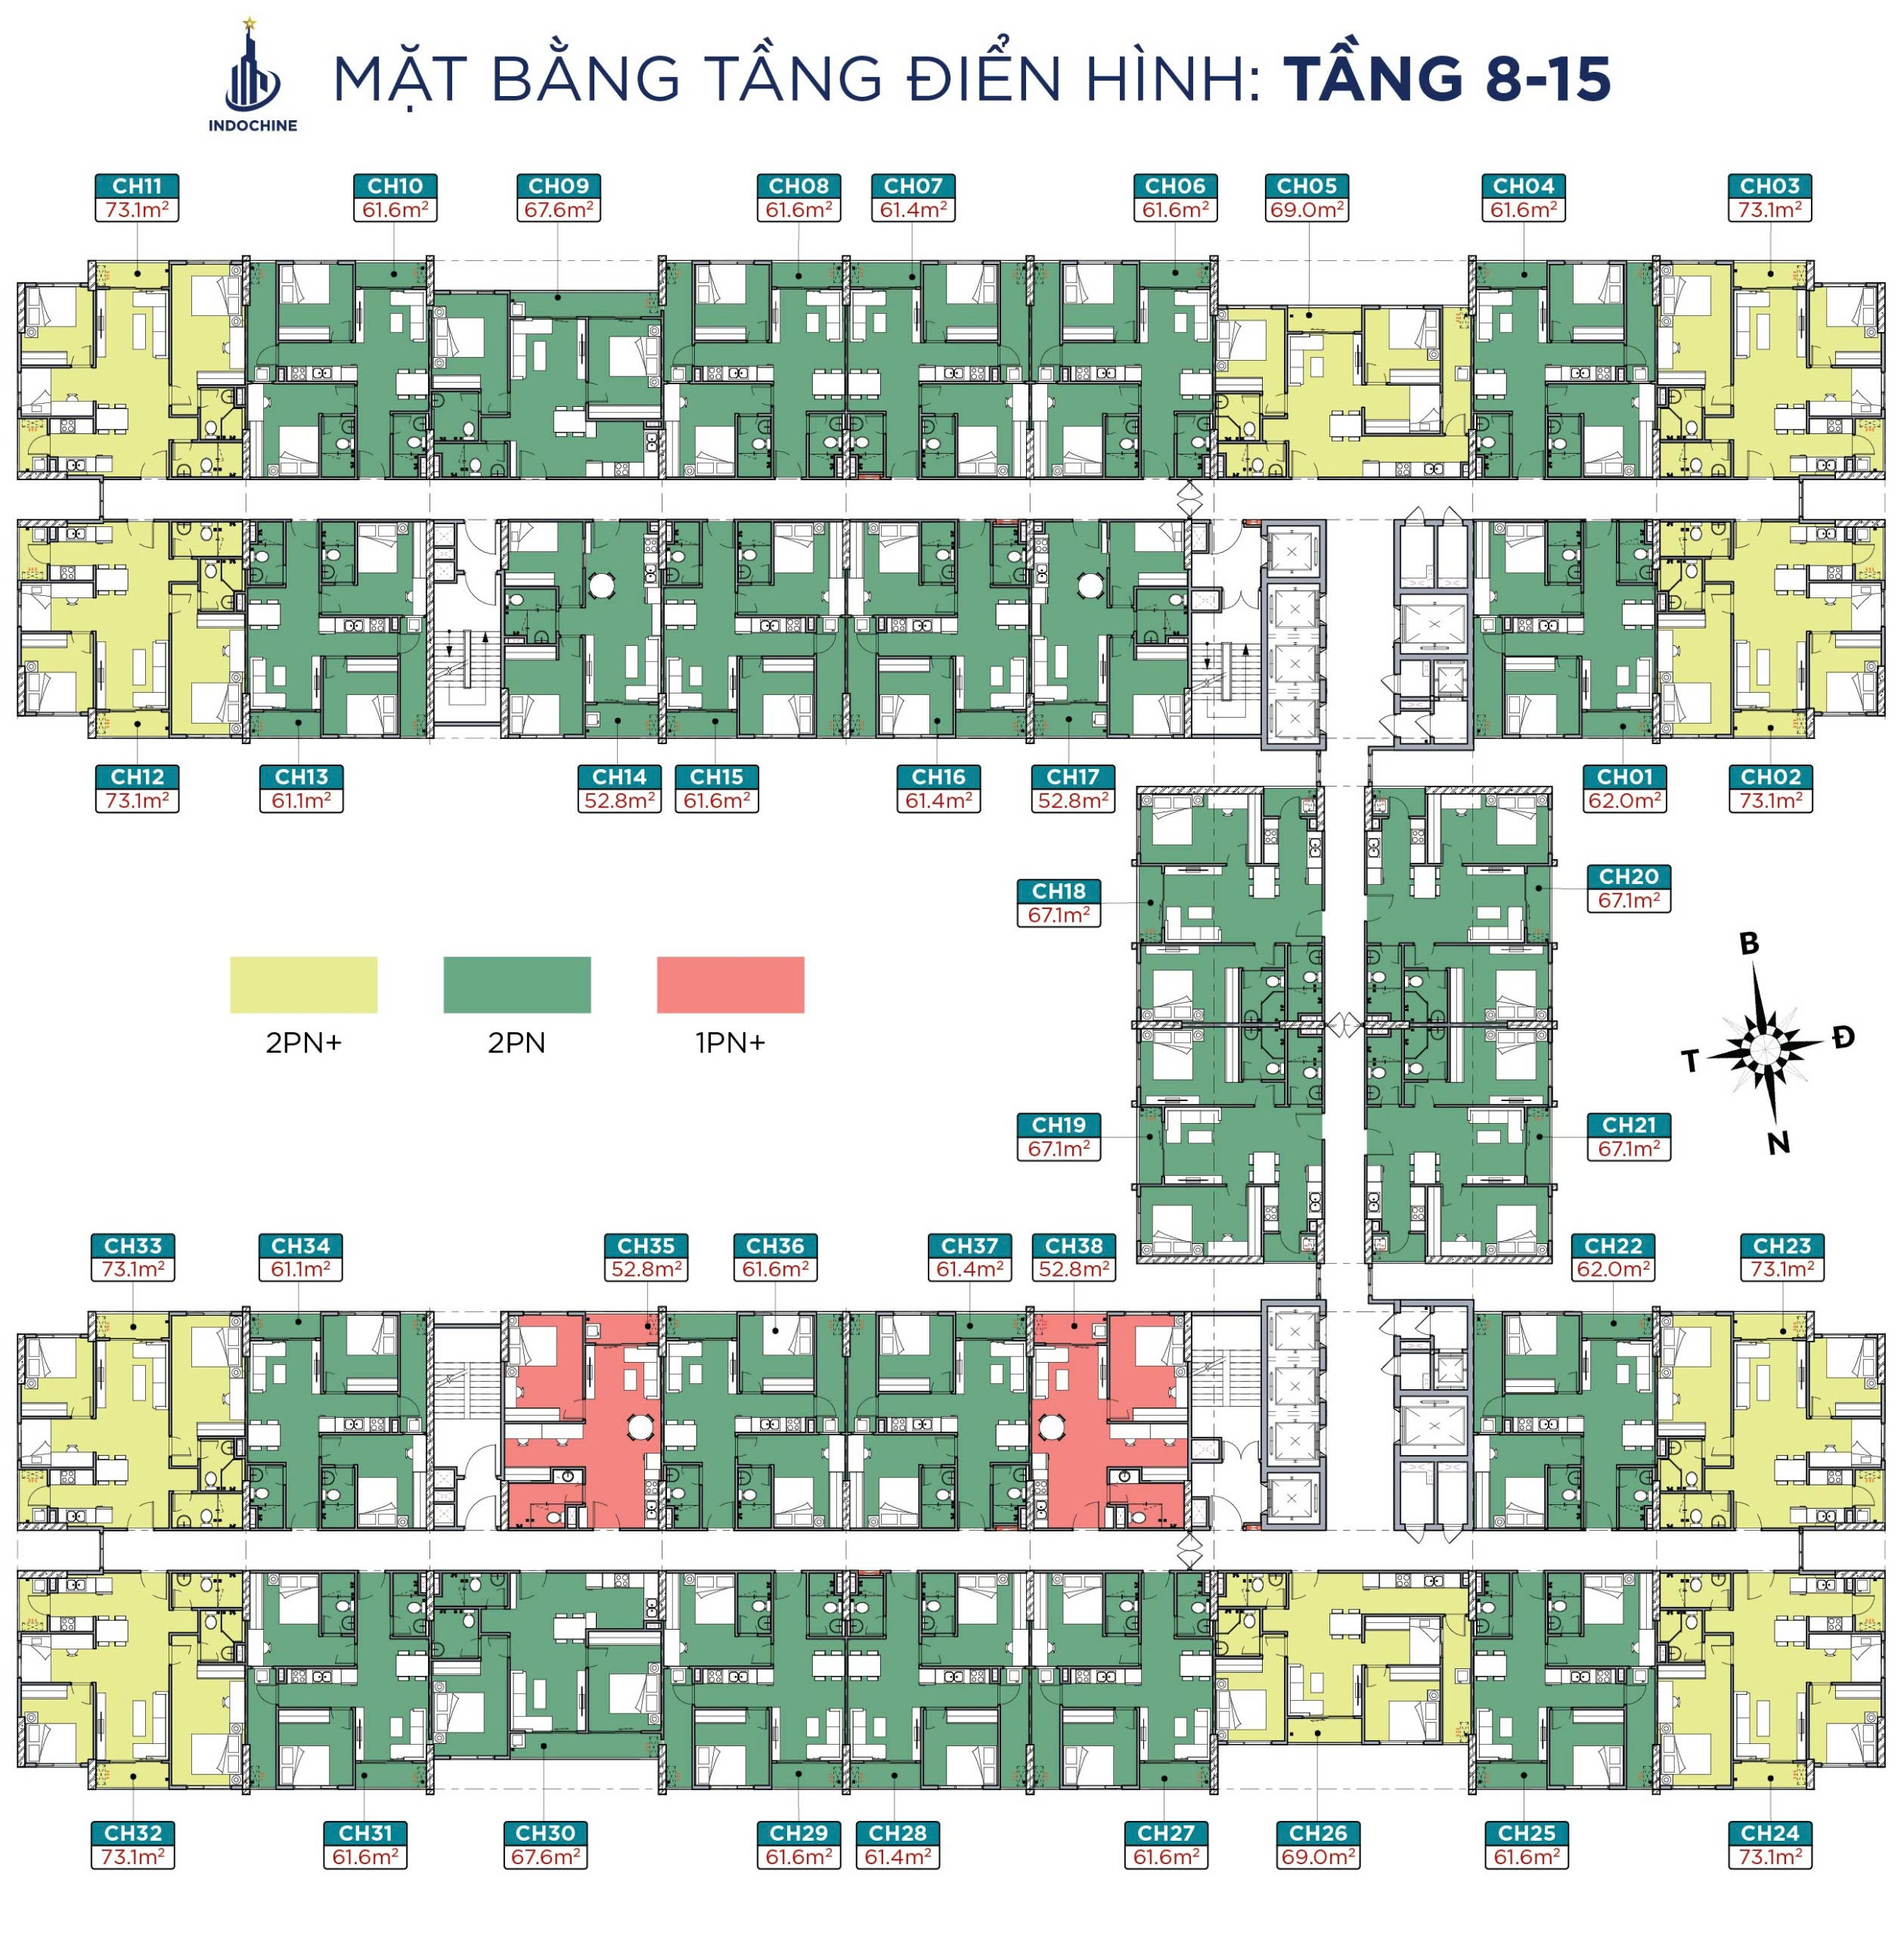 INDOCHINE
MẶT BẰNG TẦNG ĐIỂN HÌNH: TẦNG 8-15
CH11
73.1m²
CH10
61.6m²
CH09
67.6m²
CH08
61.6m²
CH07
61.4m²
CH06
61.6m²
CH05
69.0m²
CH04
61.6m²
CH03
73.1m²
CH12
73.1m²
CH13
61.1m²
CH14
52.8m²
CH15
61.6m²
CH16
61.4m²
CH17
52.8m²
CH01
62.0m²
CH02
73.1m²
CH18
67.1m²
CH20
67.1m²
2PN+
2PN
1PN+
B
Đ
T
N
CH19
67.1m²
CH21
67.1m²
CH33
73.1m²
CH34
61.1m²
CH35
52.8m²
CH36
61.6m²
CH37
61.4m²
CH38
52.8m²
CH22
62.0m²
CH23
73.1m²
CH32
73.1m²
CH31
61.6m²
CH30
67.6m²
CH29
61.6m²
CH28
61.4m²
CH27
61.6m²
CH26
69.0m²
CH25
61.6m²
CH24
73.1m²